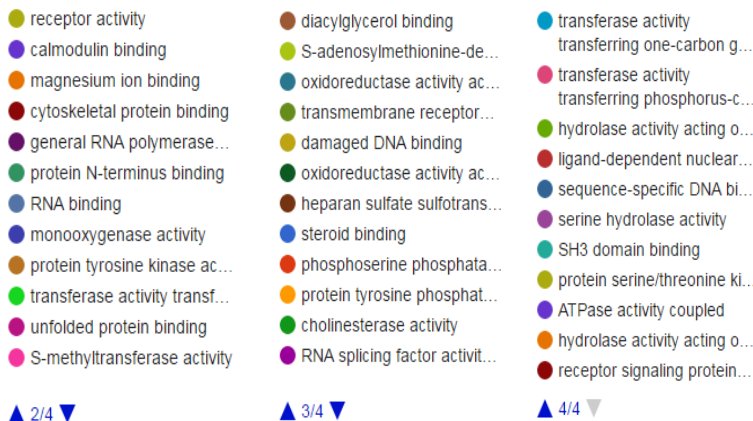 receptor activity
calmodulin binding
magnesium ion binding
cytoskeletal protein binding
general RNA polymerase...
protein N-terminus binding
RNA binding
monooxygenase activity
protein tyrosine kinase ac...
transferase activity transf...
unfolded protein binding
S-methyltransferase activity
2/4
diacylglycerol binding
S-adenosylmethionine-de...
oxidoreductase activity ac...
transmembrane receptor...
damaged DNA binding
oxidoreductase activity ac...
heparan sulfate sulfotrans...
steroid binding
phosphoserine phosphata...
protein tyrosine phosphat...
cholinesterase activity
RNA splicing factor activit...
3/4
transferase activity
transferring one-carbon g...
transferase activity
transferring phosphorus-c...
hydrolase activity acting o...
ligand-dependent nuclear...
sequence-specific DNA bi...
serine hydrolase activity
SH3 domain binding
protein serine/threonine ki...
ATPase activity coupled
hydrolase activity acting o...
receptor signaling protein...
4/4